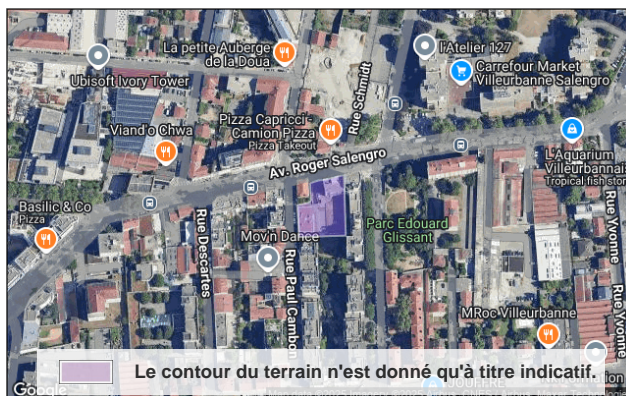 La petite Auberge
de la Doua
Ubisoft Ivory Tower
l'Atelier 127
Carrefour Market
Villeurbanne Salengro
Rue Schmidt
Pizza Capricci-
Camion Pizza
Pizza Takeout
Viand'o Chwa
Av. Roger Salengro
L'Aquarium
Villeurbannais
Tropical fish stor
Basilic & Co
Pizza
Rue Descartes
Mov'n Dance
Rue Paul Cambon
Parc Edouard
Glissant
Rue Yvonne
Rue Yvonne
MRoc Villeurbanne
Le contour du terrain n'est donné qu'à titre indicatif.
Google